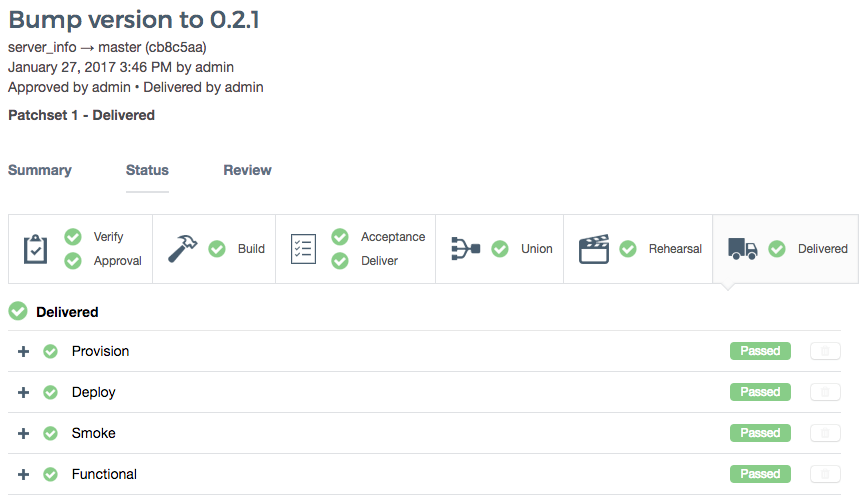 Bump version to 0.2.1
server_info → master (cb8c5aa)
January 27, 2017 3:46 PM by admin
Approved by admin • Delivered by admin
Patchset 1 - Delivered
Summary Status Review
Verify
Approval
Build
Acceptance
Deliver
Union
Rehearsal
Delivered
Delivered
Provision Passed
Deploy Passed
Smoke Passed
Functional Passed